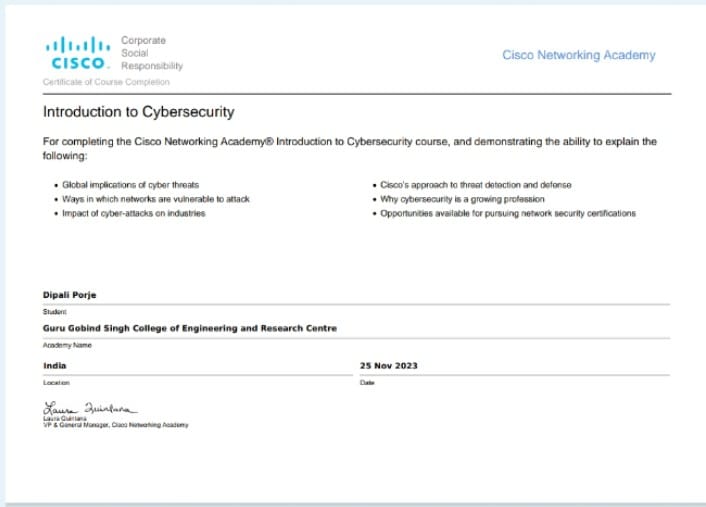 Corporate
Social
Responsibility
CISCO.
Cisco Networking Academy
Certificate of Course Completion
Introduction to Cybersecurity
For completing the Cisco Networking Academy® Introduction to Cybersecurity course, and demonstrating the ability to explain the
following:
• Global implications of cyber threats
• Ways in which networks are vulnerable to attack
• Impact of cyber-attacks on industries
• Cisco's approach to threat detection and defense
• Why cybersecurity is a growing profession
• Opportunities available for pursuing network security certifications
Dipali Porje
Student
Guru Gobind Singh College of Engineering and Research Centre
Academy Name
India
Location
25 Nov 2023
Date
Laura Quintana
Laura Quintana
VP & General Manager, Cisco Networking Academy